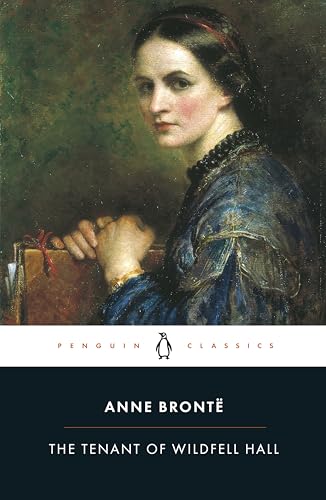 PENGUIN CLASSICS
ANNE BRONTË
THE TENANT OF WILDFELL HALL